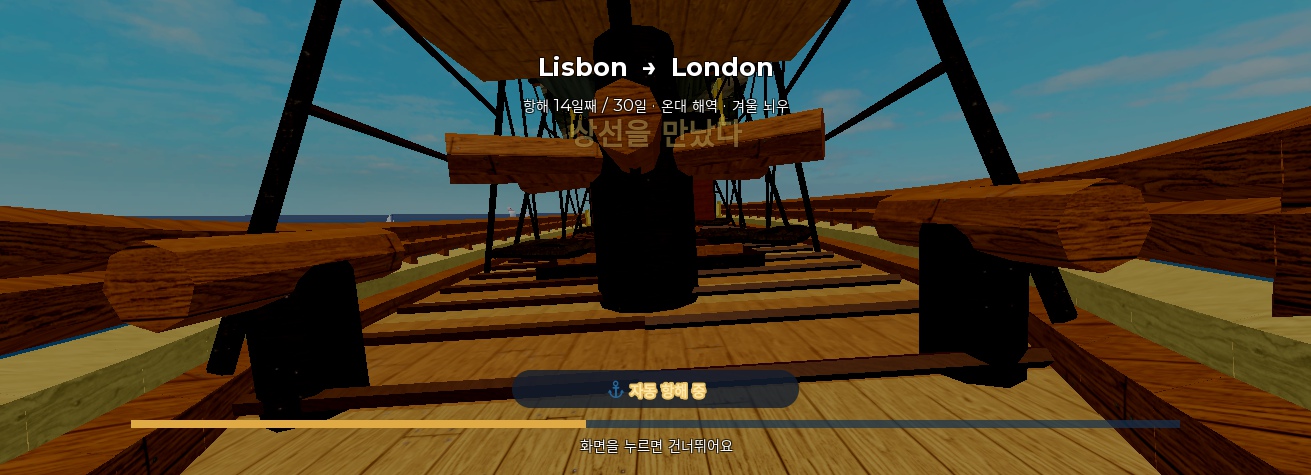 Lisbon → London
항해 14일째 / 30일 · 온대 해역 · 겨울 뇌우
상선을 만났다
⚓ 자동 항해 중
화면을 누르면 건너뛰어요